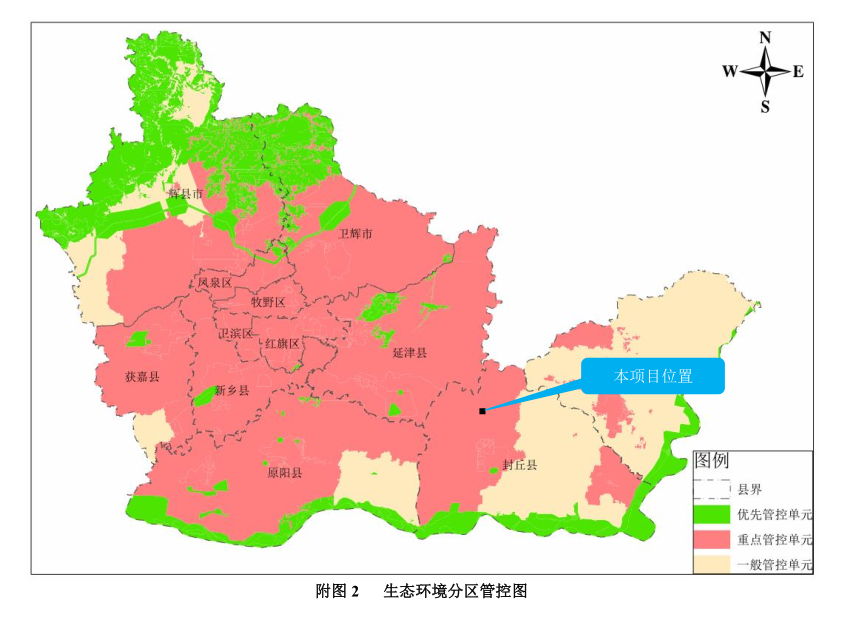 N
W E
S
辉县市
卫辉市
凤泉区
牧野区
卫滨区
红旗区
延津县
获嘉县
新乡县
本项目位置
原阳县
封丘县
图例
县界
优先管控单元
重点管控单元
一般管控单元
附图 2 生态环境分区管控图